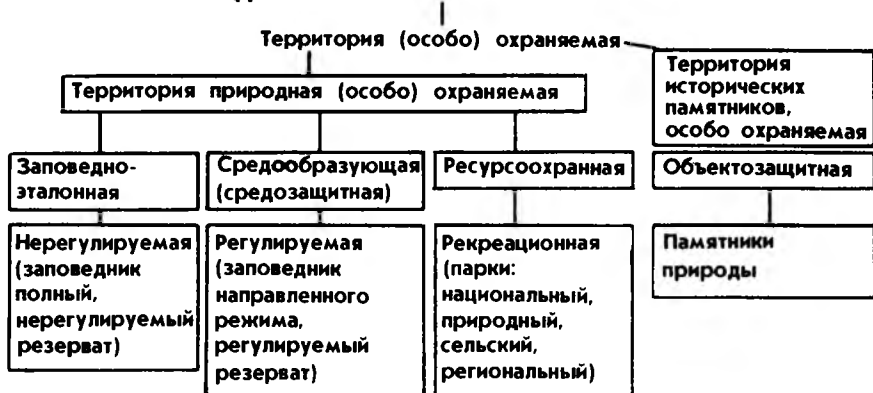 Территория (особо) охраняемая
Территория природная (особо) охраняемая
Территория
исторических
памятников,
особо охраняемая
Заповедно-
эталонная
Средообразующая
(средозащитная)
Ресурсоохранная
Объектозащитная
Нерегулируемая
(заповедник
полный,
нерегулируемый
резерват)
Регулируемая
(заповедник
направленного
режима,
регулируемый
резерват)
Рекреационная
(парки:
национальный,
природный,
сельский,
региональный)
Памятники
природы